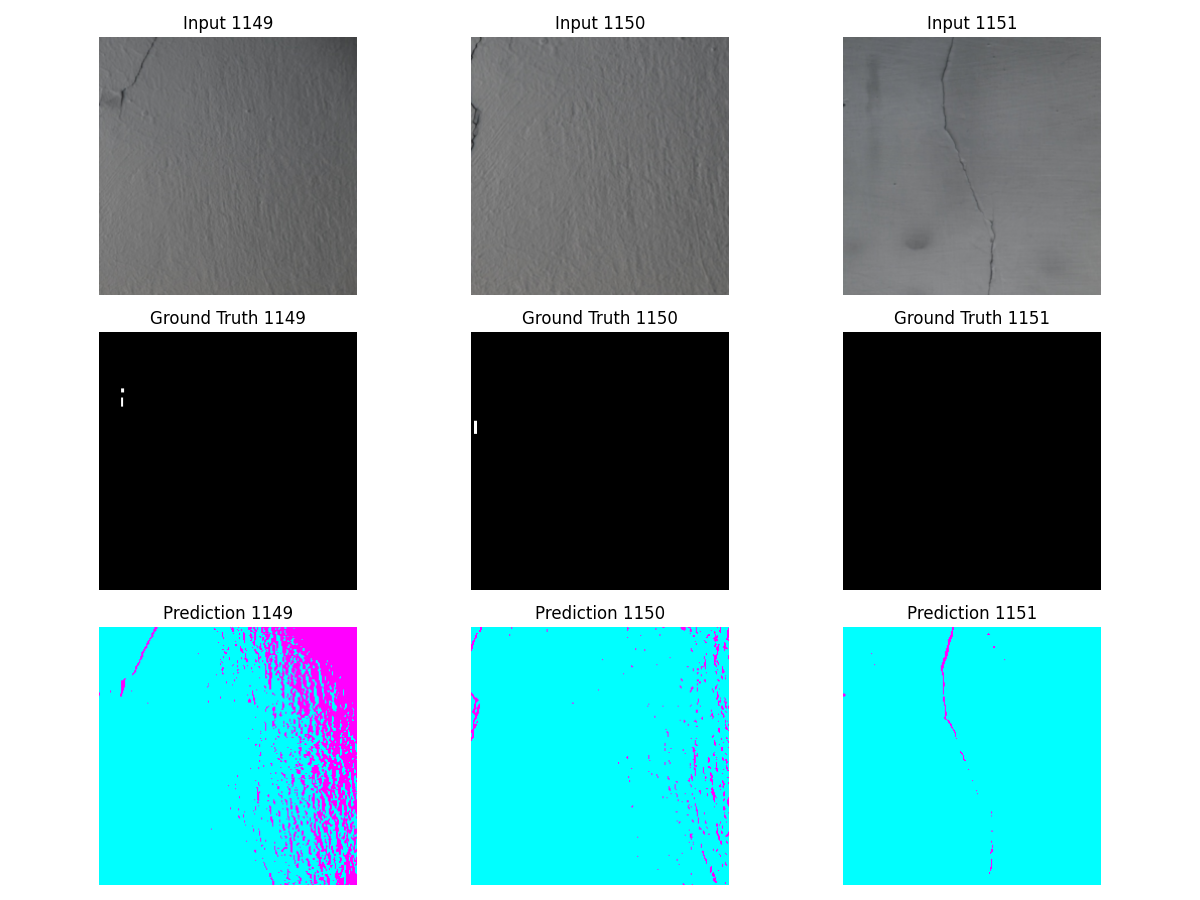 Input 1149
Input 1150
Input 1151
Ground Truth 1149
Ground Truth 1150
Ground Truth 1151
Prediction 1149
Prediction 1150
Prediction 1151